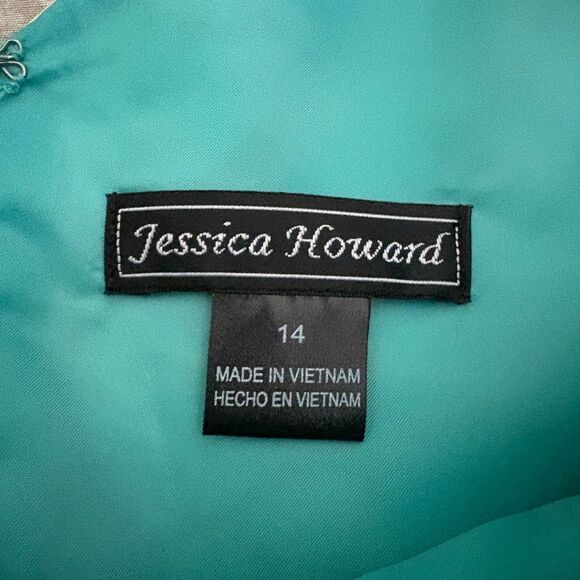 Jessica Howard
14
MADE IN VIETNAM
HECHO EN VIETNAM